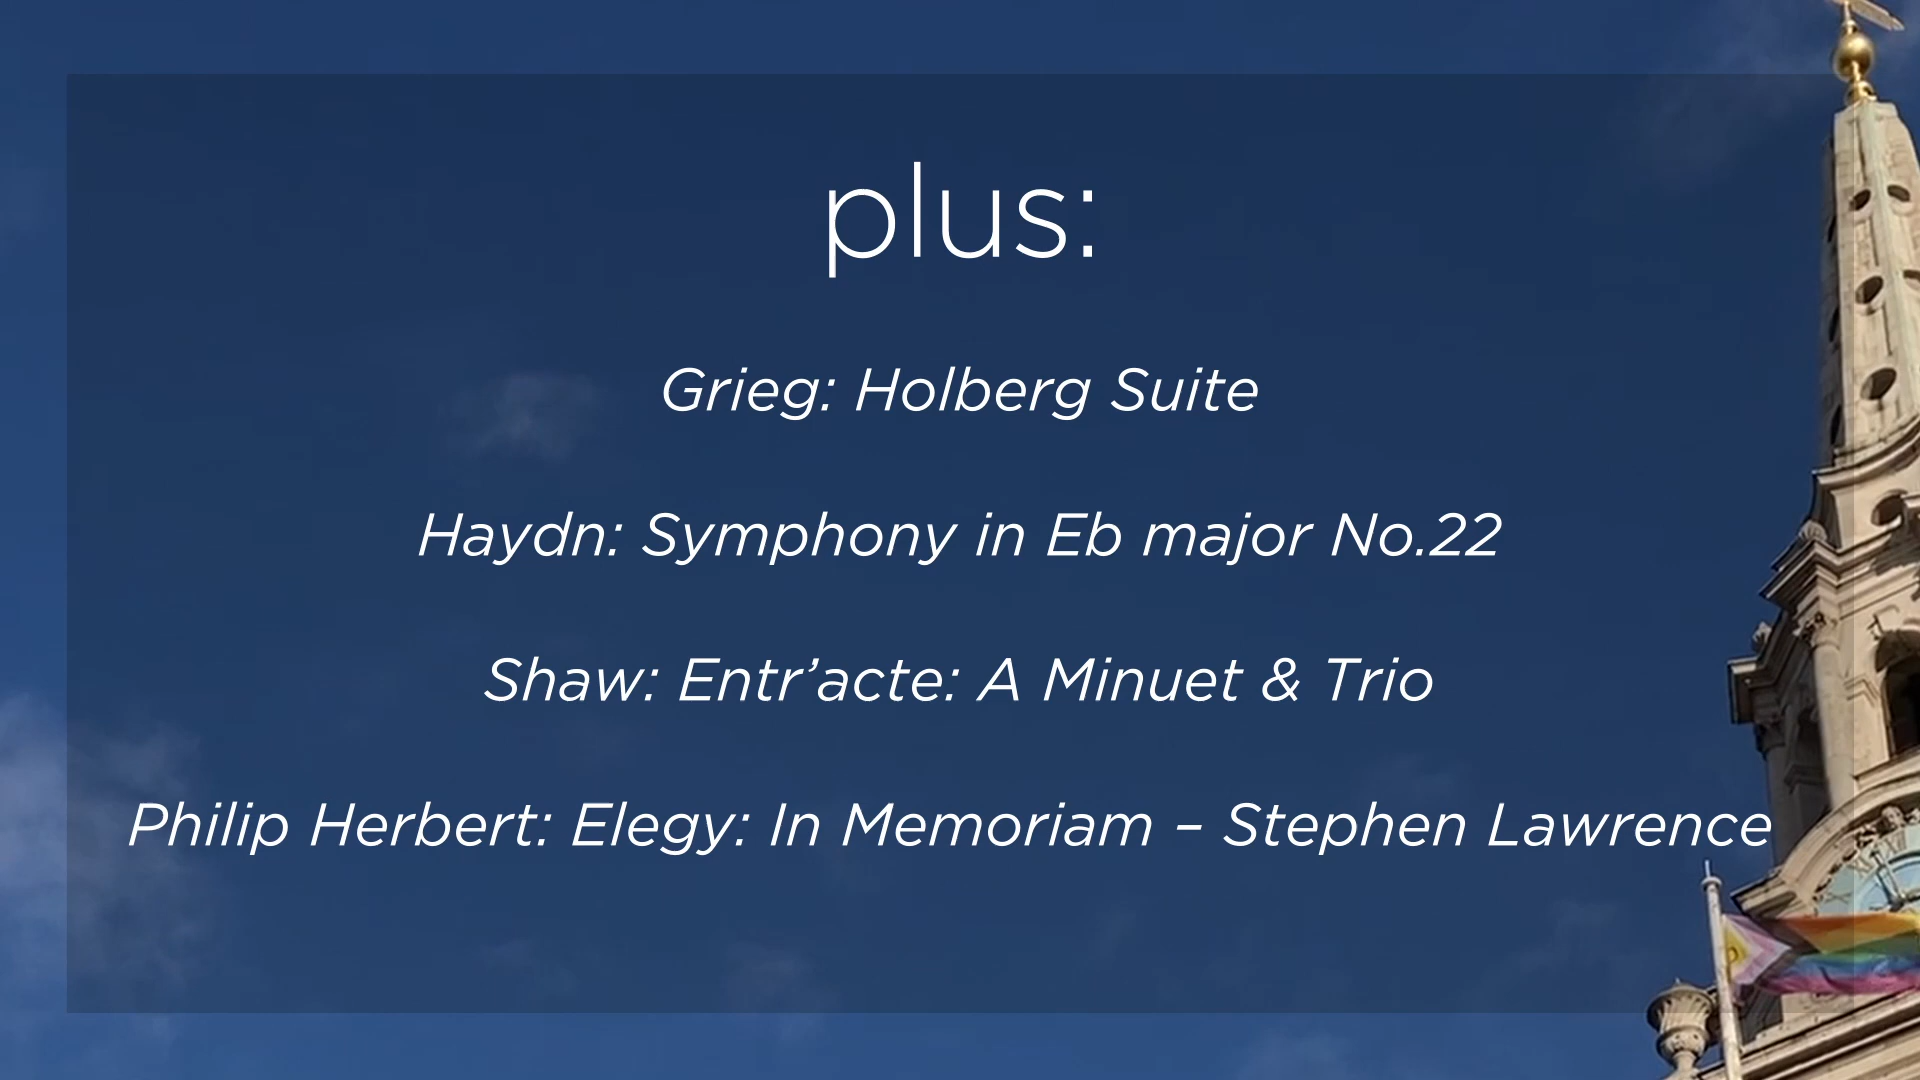 plus:
Grieg: Holberg Suite
Haydn: Symphony in Eb major No.22
Shaw: Entr’acte: A Minuet & Trio
Philip Herbert: Elegy: In Memoriam – Stephen Lawrence